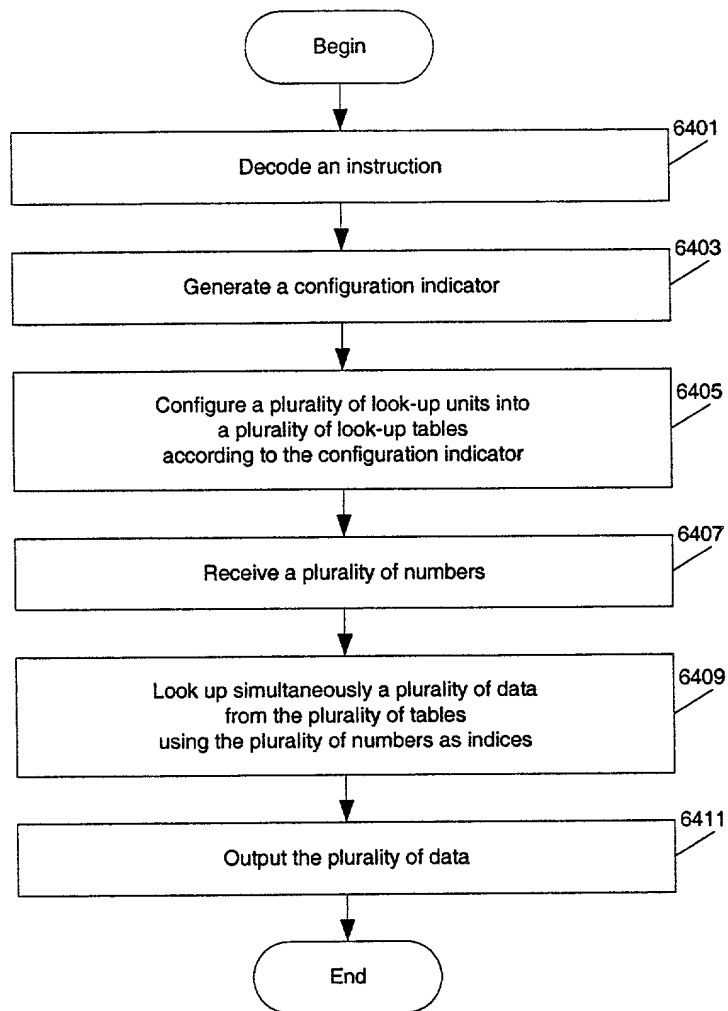 Begin
6401
Decode an instruction
6403
Generate a configuration indicator
6405
Configure a plurality of look-up units into
a plurality of look-up tables
according to the configuration indicator
6407
Receive a plurality of numbers
6409
Look up simultaneously a plurality of data
from the plurality of tables
using the plurality of numbers as indices
6411
Output the plurality of data
End